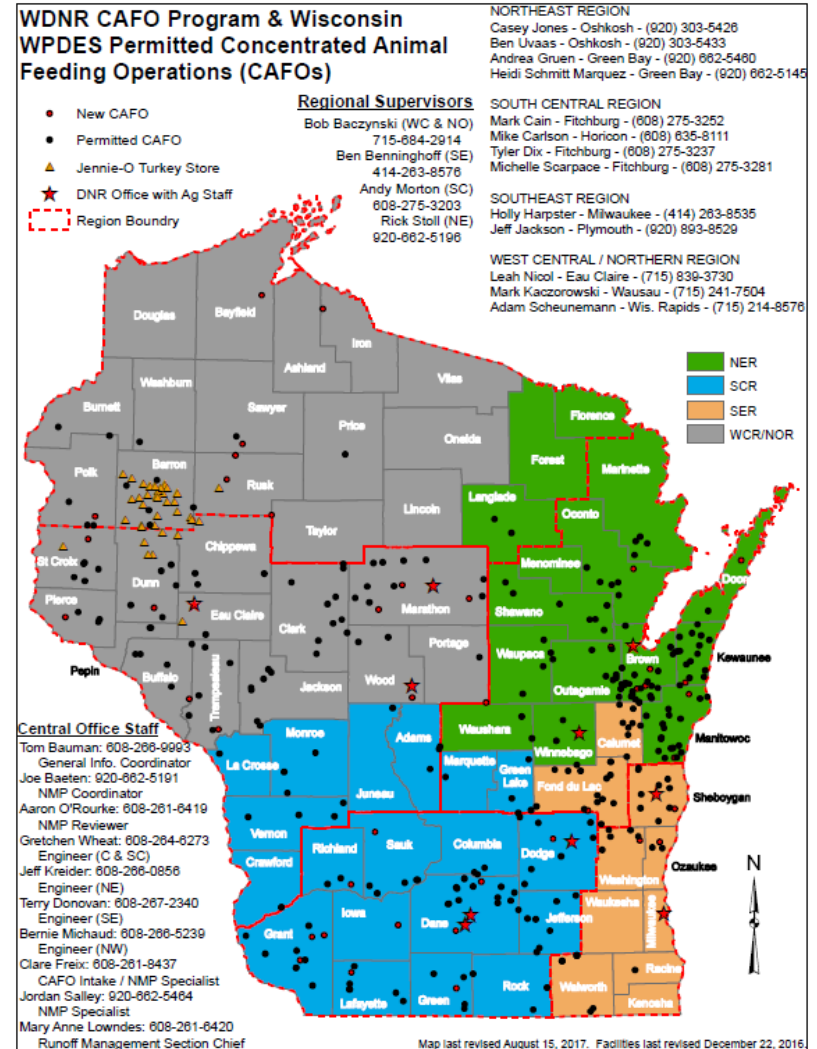 WDNR CAFO Program & Wisconsin
WPDES Permitted Concentrated Animal
Feeding Operations (CAFOs)
New CAFO
Permitted CAFO
Jennie-O Turkey Store
DNR Office with Ag Staff
Region Boundry
Regional Supervisors
Bob Baczynski (WC & NO)
715-684-2914
Ben Benninghoff (SE)
414-263-8576
Andy Morton (SC)
608-275-3203
Rick Stoll (NE)
920-662-5196
NORTHEAST REGION
Casey Jones - Oshkosh - (920) 303-5426
Ben Uvaas - Oshkosh - (920) 303-5433
Andrea Gruen - Green Bay - (920) 662-5460
Heidi Schmitt Marquez - Green Bay - (920) 662-5145
SOUTH CENTRAL REGION
Mark Cain - Fitchburg - (608) 275-3252
Mike Carlson - Horicon - (608) 635-8111
Tyler Dix - Fitchburg - (608) 275-3237
Michelle Scarpace - Fitchburg - (608) 275-3281
SOUTHEAST REGION
Holly Harpster - Milwaukee - (414) 263-8535
Jeff Jackson - Plymouth - (920) 893-8529
WEST CENTRAL / NORTHERN REGION
Leah Nicol - Eau Claire - (715) 839-3730
Mark Kaczorowski - Wausau - (715) 241-7504
Adam Scheunemann - Wis. Rapids - (715) 214-8576
NER
SCR
SER
WCR/NOR
Douglas
Bayfield
Ashland
Iron
Vilas
Washburn
Burnett
Sawyer
Price
Oneida
Florence
Forest
Marinette
Polk
Barron
Rusk
Lincoln
Langlade
Oconto
Taylor
Chippewa
St Croix
Dunn
Menominee
Door
Pierce
Eau Claire
Clark
Marathon
Shawano
Pepin
Buffalo
Trempealeau
Jackson
Wood
Portage
Waupaca
Outagamie
Brown
Kewaunee
Monroe
La Crosse
Juneau
Adams
Waushara
Winnebago
Calumet
Manitowoc
Marquette
Green
Lake
Fond du Lac
Sheboygan
Vernon
Crawford
Richland
Sauk
Columbia
Dodge
Washington
Ozaukee
Waukesha
Milwaukee
Grant
Iowa
Dane
Jefferson
Lafayette
Green
Rock
Walworth
Racine
Kenosha
N
Central Office Staff
Tom Bauman: 608-266-9993
General Info. Coordinator
Joe Baeten: 920-662-5191
NMP Coordinator
Aaron O'Rourke: 608-261-6419
NMP Reviewer
Gretchen Wheat: 608-264-6273
Engineer (C & SC)
Jeff Kreider: 608-266-0856
Engineer (NE)
Terry Donovan: 608-267-2340
Engineer (SE)
Bernie Michaud: 608-266-5239
Engineer (NW)
Clare Freix: 608-261-8437
CAFO Intake / NMP Specialist
Jordan Salley: 920-662-5464
NMP Specialist
Mary Anne Lowndes: 608-261-6420
Runoff Management Section Chief
Map last revised August 15, 2017. Facilities last revised December 22, 2016.